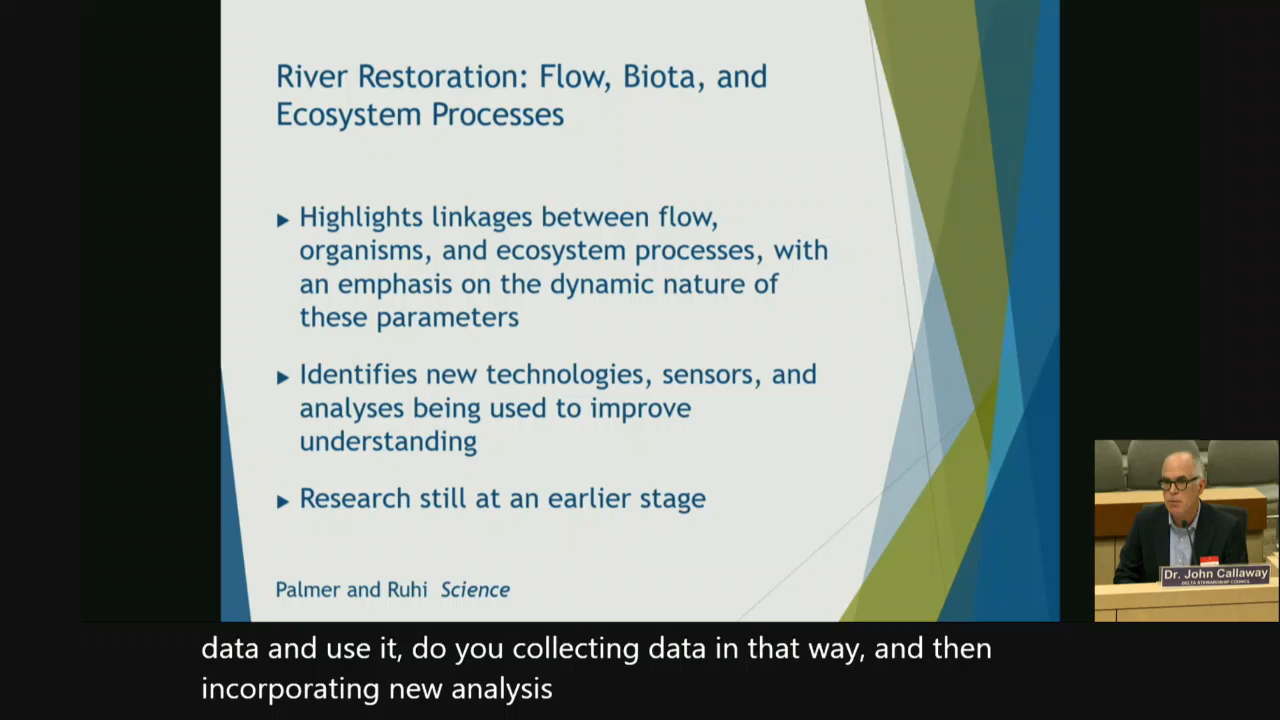 River Restoration: Flow, Biota, and
Ecosystem Processes
Highlights linkages between flow,
organisms, and ecosystem processes, with
an emphasis on the dynamic nature of
these parameters
Identifies new technologies, sensors, and
analyses being used to improve
understanding
Research still at an earlier stage
Palmer and Ruhi Science
Dr. John Callaway
DELTA STEWARDSHIP COUNCIL
data and use it, do you collecting data in that way, and then
incorporating new analysis